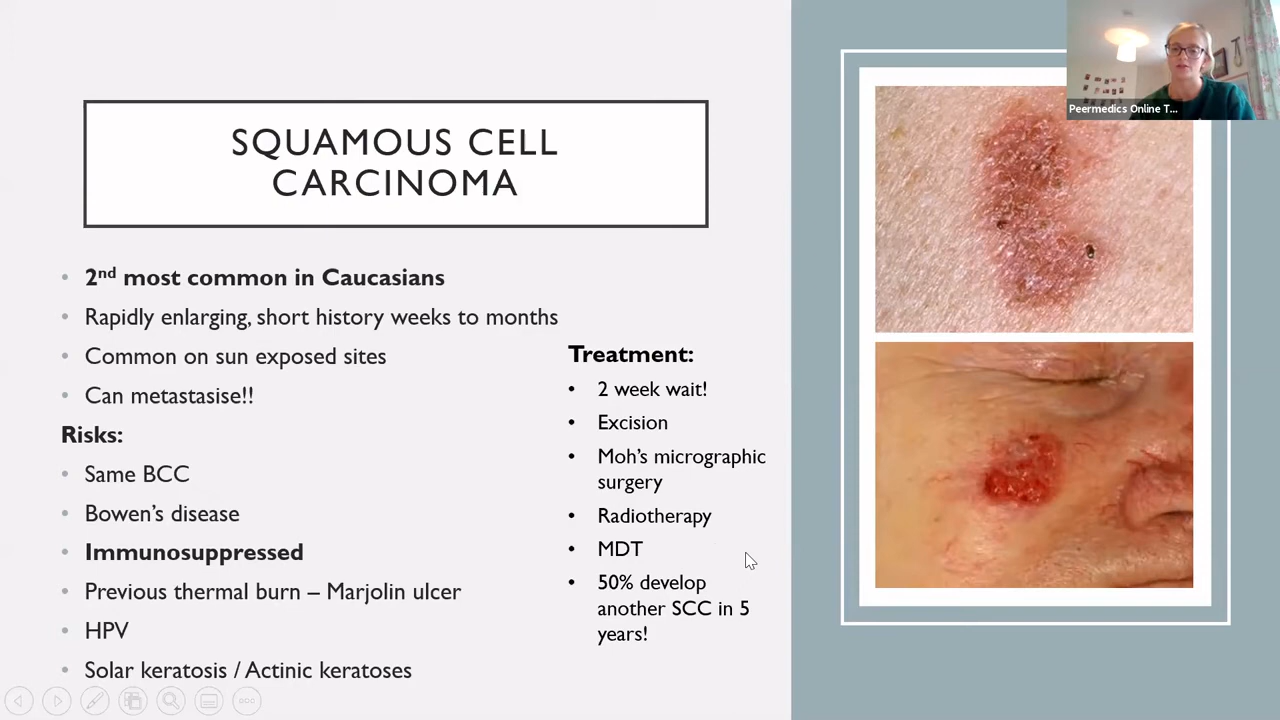 SQUAMOUS CELL
CARCINOMA
2nd most common in Caucasians
Rapidly enlarging, short history weeks to months
Common on sun exposed sites
Can metastasise!!
Risks:
Same BCC
Bowen's disease
Immunosuppressed
Previous thermal burn – Marjolin ulcer
HPV
Solar keratosis / Actinic keratoses
Treatment:
2 week wait!
Excision
Moh's micrographic
surgery
Radiotherapy
MDT
50% develop
another SCC in 5
years!
Peermedics Online T...